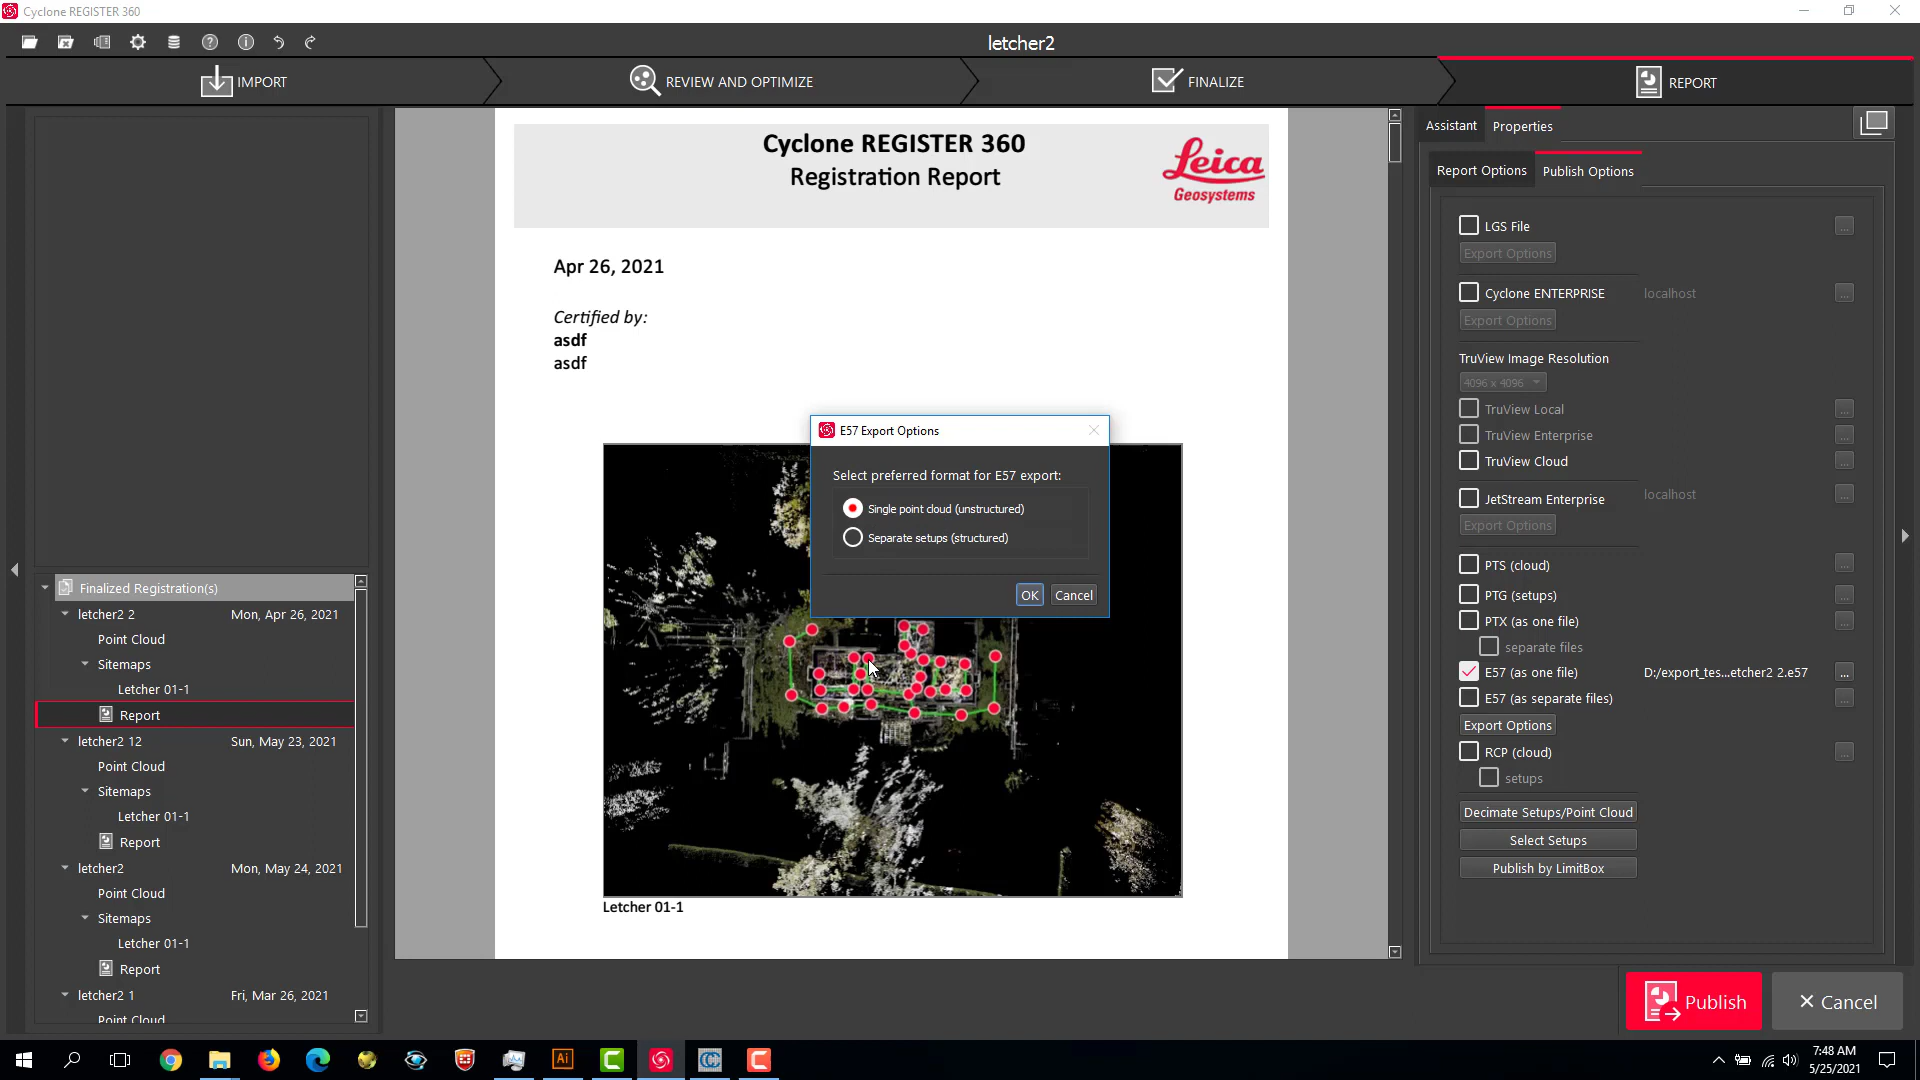 Cyclone REGISTER 360
letcher2
IMPORT
REVIEW AND OPTIMIZE
FINALIZE
REPORT
Finalized Registration(s)
letcher2 2 Mon, Apr 26, 2021
Point Cloud
Sitemaps
Letcher 01-1
Report
letcher2 12 Sun, May 23, 2021
Point Cloud
Sitemaps
Letcher 01-1
Report
letcher2 Mon, May 24, 2021
Point Cloud
Sitemaps
Letcher 01-1
Report
letcher2 1 Fri, Mar 26, 2021
Point Cloud
Cyclone REGISTER 360
Registration Report
Leica
Geosystems
Apr 26, 2021
Certified by:
asdf
asdf
E57 Export Options
Select preferred format for E57 export:
Single point cloud (unstructured)
Separate setups (structured)
OK Cancel
Letcher 01-1
Assistant Properties
Report Options Publish Options
LGS File ...
Export Options
Cyclone ENTERPRISE localhost ...
Export Options
TruView Image Resolution
4096 x 4096
TruView Local ...
TruView Enterprise ...
TruView Cloud ...
JetStream Enterprise localhost ...
Export Options
PTS (cloud) ...
PTG (setups) ...
PTX (as one file) ...
separate files
E57 (as one file) D:/export_tes...etcher2 2.e57 ...
E57 (as separate files) ...
Export Options
RCP (cloud) ...
setups
Decimate Setups/Point Cloud
Select Setups
Publish by LimitBox
Publish
Cancel
Ai
7:48 AM
5/25/2021